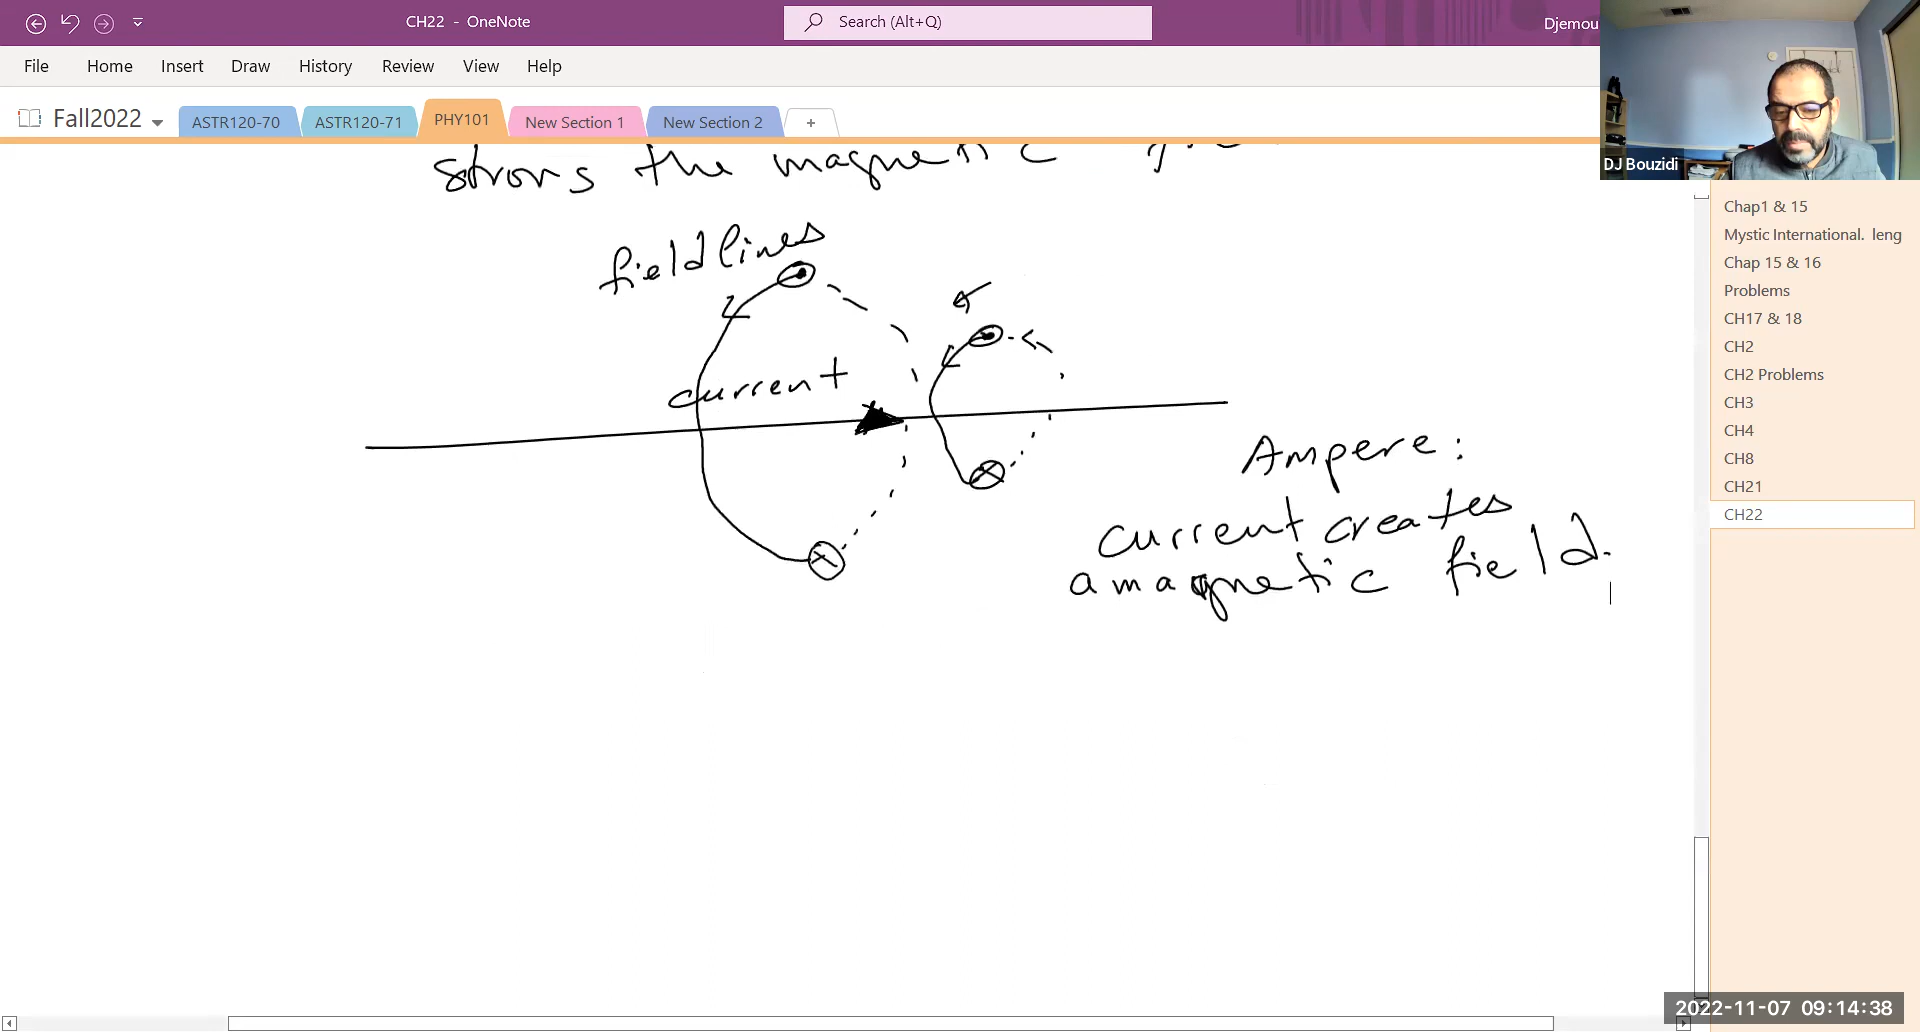 CH22 - OneNote
Search (Alt+Q)
Djemou
File Home Insert Draw History Review View Help
Fall2022 ASTR120-70 ASTR120-71 PHY101 New Section 1 New Section 2 +
DJ Bouzidi
strons the magnetic
field lines
current
Ampere:
current creates
a magnetic field.
Chap1 & 15
Mystic International. leng
Chap 15 & 16
Problems
CH17 & 18
CH2
CH2 Problems
CH3
CH4
CH8
CH21
CH22
2022-11-07 09:14:38